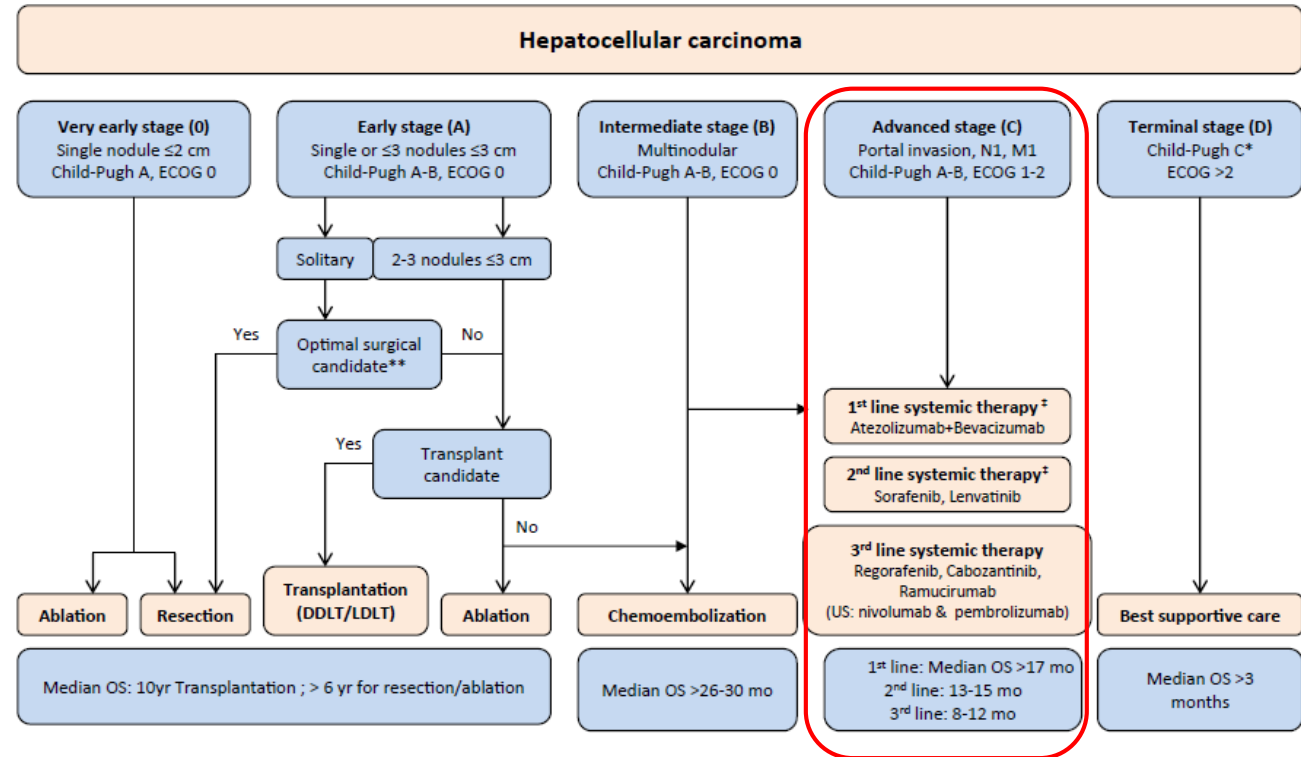 Hepatocellular carcinoma
Very early stage (0)
Single nodule ≤2 cm
Child-Pugh A, ECOG 0
Early stage (A)
Single or ≤3 nodules ≤3 cm
Child-Pugh A-B, ECOG 0
Intermediate stage (B)
Multinodular
Child-Pugh A-B, ECOG 0
Advanced stage (C)
Portal invasion, N1, M1
Child-Pugh A-B, ECOG 1-2
Terminal stage (D)
Child-Pugh C*
ECOG >2
Solitary
2-3 nodules ≤3 cm
Yes
Optimal surgical
candidate**
No
Yes
Transplant
candidate
No
1st line systemic therapy ‡
Atezolizumab+Bevacizumab
2nd line systemic therapy‡
Sorafenib, Lenvatinib
3rd line systemic therapy
Regorafenib, Cabozantinib,
Ramucirumab
(US: nivolumab & pembrolizumab)
Ablation
Resection
Transplantation
(DDLT/LDLT)
Ablation
Chemoembolization
Best supportive care
Median OS: 10yr Transplantation ; > 6 yr for resection/ablation
Median OS >26-30 mo
1st line: Median OS >17 mo
2nd line: 13-15 mo
3rd line: 8-12 mo
Median OS >3
months